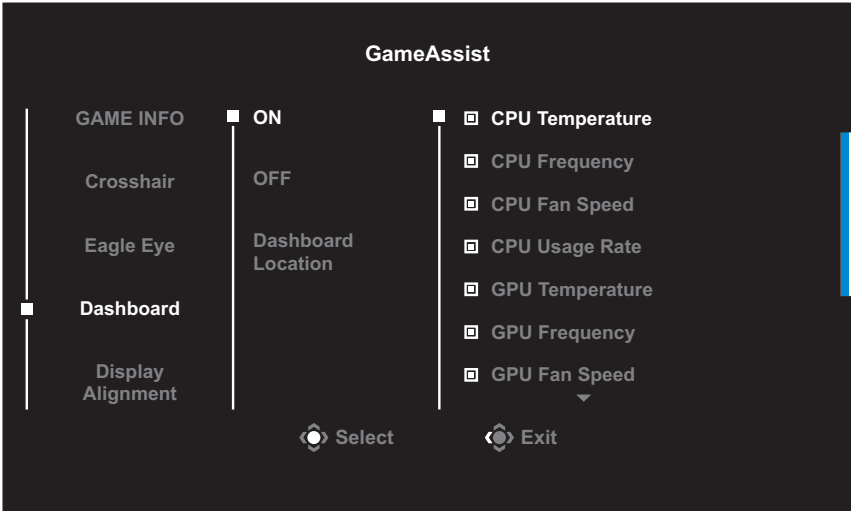 GameAssist
GAME INFO
Crosshair
Eagle Eye
Dashboard
Display
Alignment
ON
OFF
Dashboard
Location
CPU Temperature
CPU Frequency
CPU Fan Speed
CPU Usage Rate
GPU Temperature
GPU Frequency
GPU Fan Speed
Select
Exit